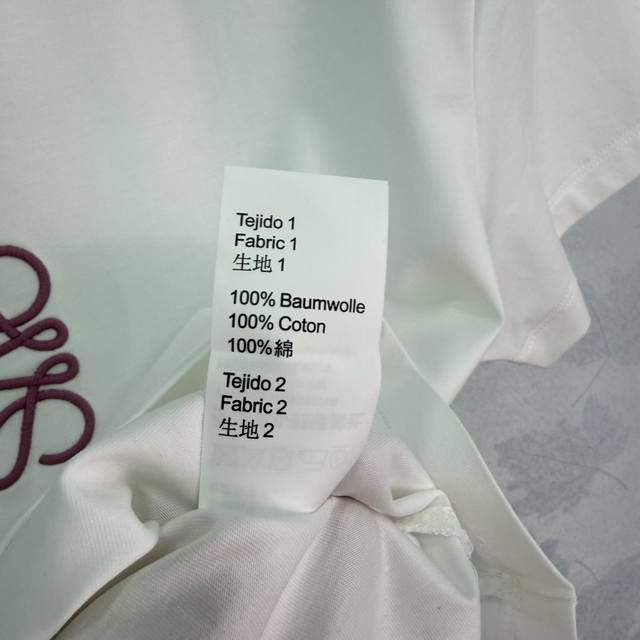 Tejido 1
Fabric 1
生地 1
100% Baumwolle
100% Coton
100% 綿
Tejido 2
Fabric 2
生地 2